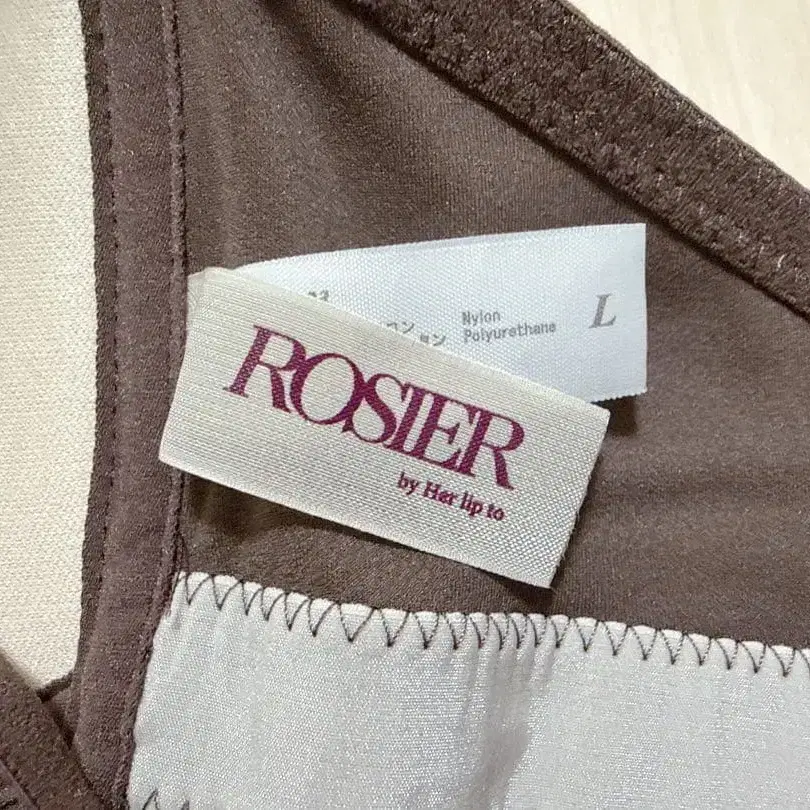 ROSIER
by Her lip to
Nylon
Polyurethane
L